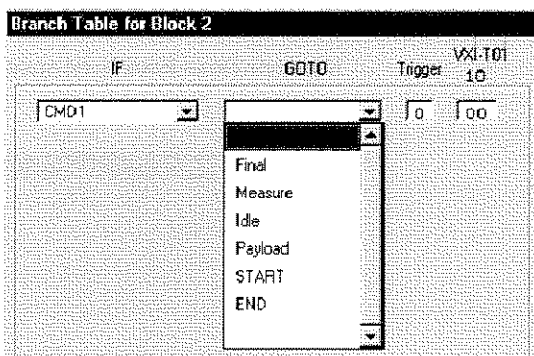 Branch Table for Block 2
IF GOTO Trigger VXI-T01
10
CMD1 0 00
Final
Measure
Idle
Payload
START
END